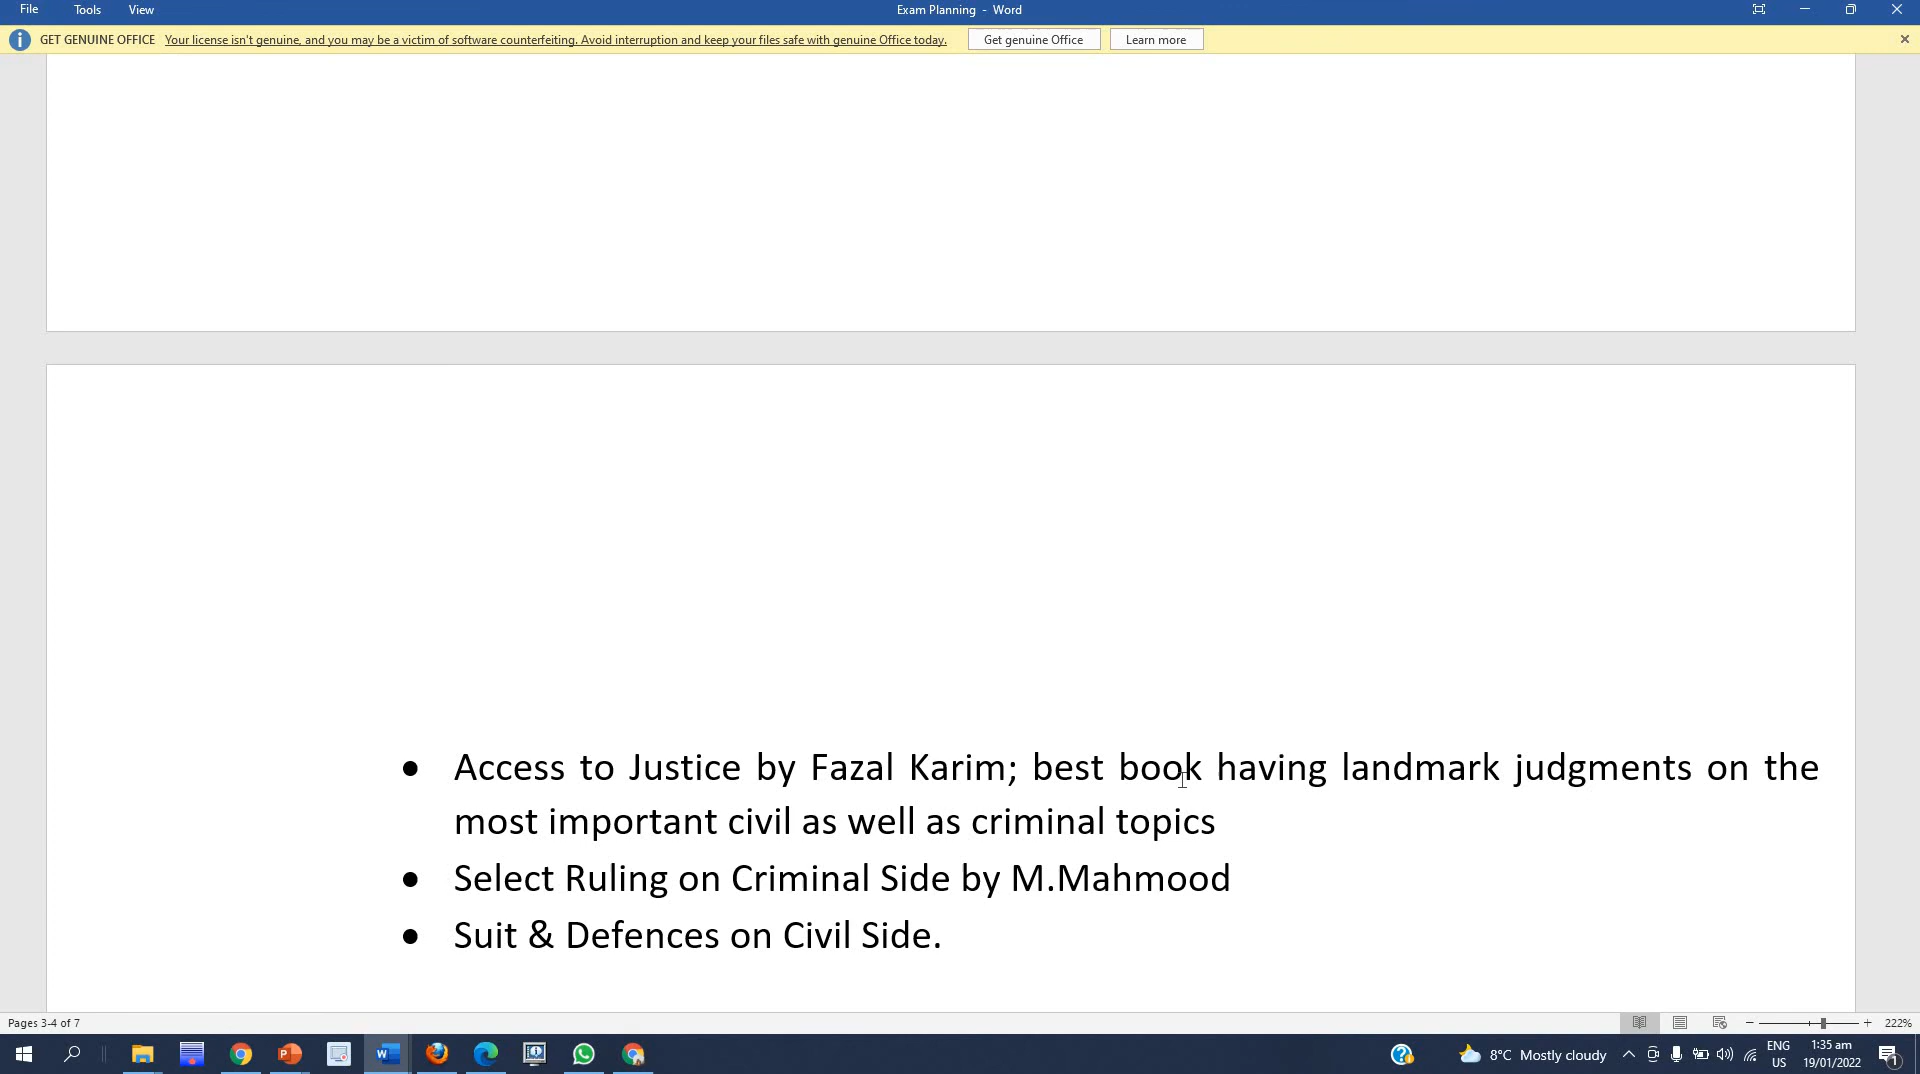 File Tools View Exam Planning - Word
GET GENUINE OFFICE Your license isn't genuine, and you may be a victim of software counterfeiting. Avoid interruption and keep your files safe with genuine Office today. Get genuine Office Learn more
• Access to Justice by Fazal Karim; best book having landmark judgments on the
most important civil as well as criminal topics
• Select Ruling on Criminal Side by M.Mahmood
• Suit & Defences on Civil Side.
Pages 3-4 of 7 222%
8°C Mostly cloudy ENG 1:35 am
US 19/01/2022 1